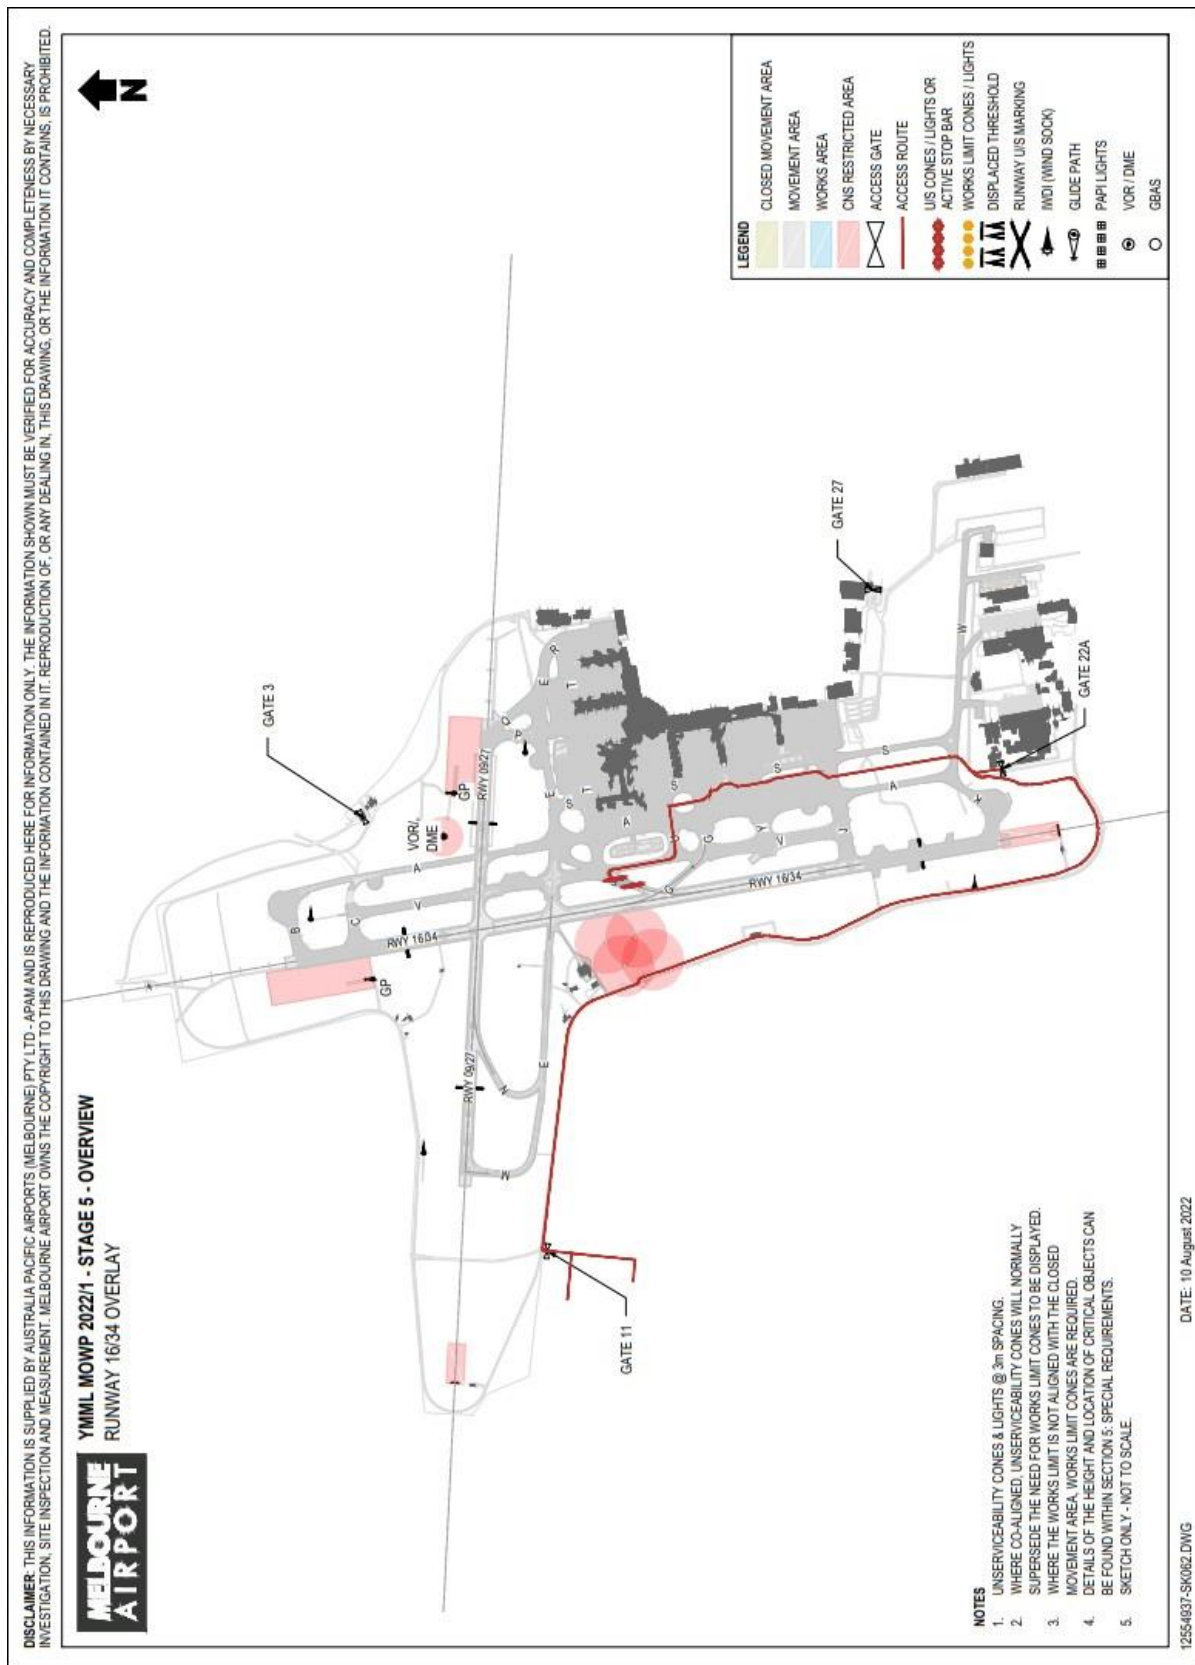 DISCLAIMER: THIS INFORMATION IS SUPPLIED BY AUSTRALIA PACIFIC AIRPORTS (MELBOURNE) PTY LTD - APAM AND IS REPRODUCED HERE FOR INFORMATION ONLY. THE INFORMATION SHOWN MUST BE VERIFIED FOR ACCURACY AND COMPLETENESS BY NECESSARY
INVESTIGATION, SITE INSPECTION AND MEASUREMENT. MELBOURNE AIRPORT OWNS THE COPYRIGHT TO THIS DRAWING AND THE INFORMATION CONTAINED IN IT. REPRODUCTION OF, OR ANY DEALING IN, THIS DRAWING, OR THE INFORMATION IT CONTAINS, IS PROHIBITED.
MELBOURNE
AIRPORT
YMML MOWP 2022/1 - STAGE 5 - OVERVIEW
RUNWAY 16/34 OVERLAY
N
GATE 3
VOR/
DME
GP
GP
B
C
A
V
RWY 16/34
RWY 09/27
RWY 09/27
Q
P
E
R
T
E
S
T
N
E
M
A
S
G
G
Y
V
J
S
S
A
K
W
RWY 16/34
GATE 11
GATE 27
GATE 22A
LEGEND
CLOSED MOVEMENT AREA
MOVEMENT AREA
WORKS AREA
CNS RESTRICTED AREA
ACCESS GATE
ACCESS ROUTE
U/S CONES / LIGHTS OR
ACTIVE STOP BAR
WORKS LIMIT CONES / LIGHTS
DISPLACED THRESHOLD
RUNWAY U/S MARKING
IWDI (WIND SOCK)
GLIDE PATH
PAPI LIGHTS
VOR / DME
GBAS
NOTES
1. UNSERVICEABILITY CONES & LIGHTS @ 3m SPACING.
2. WHERE CO-ALIGNED, UNSERVICEABILITY CONES WILL NORMALLY
SUPERSEDE THE NEED FOR WORKS LIMIT CONES TO BE DISPLAYED.
3. WHERE THE WORKS LIMIT IS NOT ALIGNED WITH THE CLOSED
MOVEMENT AREA, WORKS LIMIT CONES ARE REQUIRED.
4. DETAILS OF THE HEIGHT AND LOCATION OF CRITICAL OBJECTS CAN
BE FOUND WITHIN SECTION 5: SPECIAL REQUIREMENTS.
5. SKETCH ONLY - NOT TO SCALE.
12554937-SK062.DWG
DATE: 10 August 2022